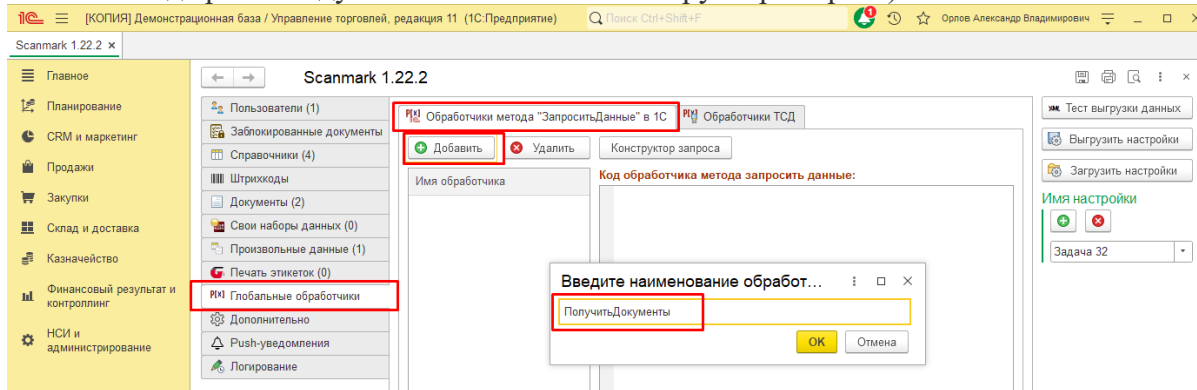 [КОПИЯ] Демонстрационная база / Управление торговлей, редакция 11 (1С:Предприятие)
Поиск Ctrl+Shift+F
Орлов Александр Владимирович
Scanmark 1.22.2 ×
Главное
Планирование
CRM и маркетинг
Продажи
Закупки
Склад и доставка
Казначейство
Финансовый результат и
контроллинг
НСИ и
администрирование
Scanmark 1.22.2
Пользователи (1)
Заблокированные документы
Справочники (4)
Штрихкоды
Документы (2)
Свои наборы данных (0)
Произвольные данные (1)
Печать этикеток (0)
Глобальные обработчики
Дополнительно
Push-уведомления
Логирование
Обработчики метода "ЗапроситьДанные" в 1С
Обработчики ТСД
Добавить
Удалить
Конструктор запроса
Имя обработчика
Код обработчика метода запросить данные:
Введите наименование обработ...
ПолучитьДокументы
ОК
Отмена
Тест выгрузки данных
Выгрузить настройки
Загрузить настройки
Имя настройки
Задача 32